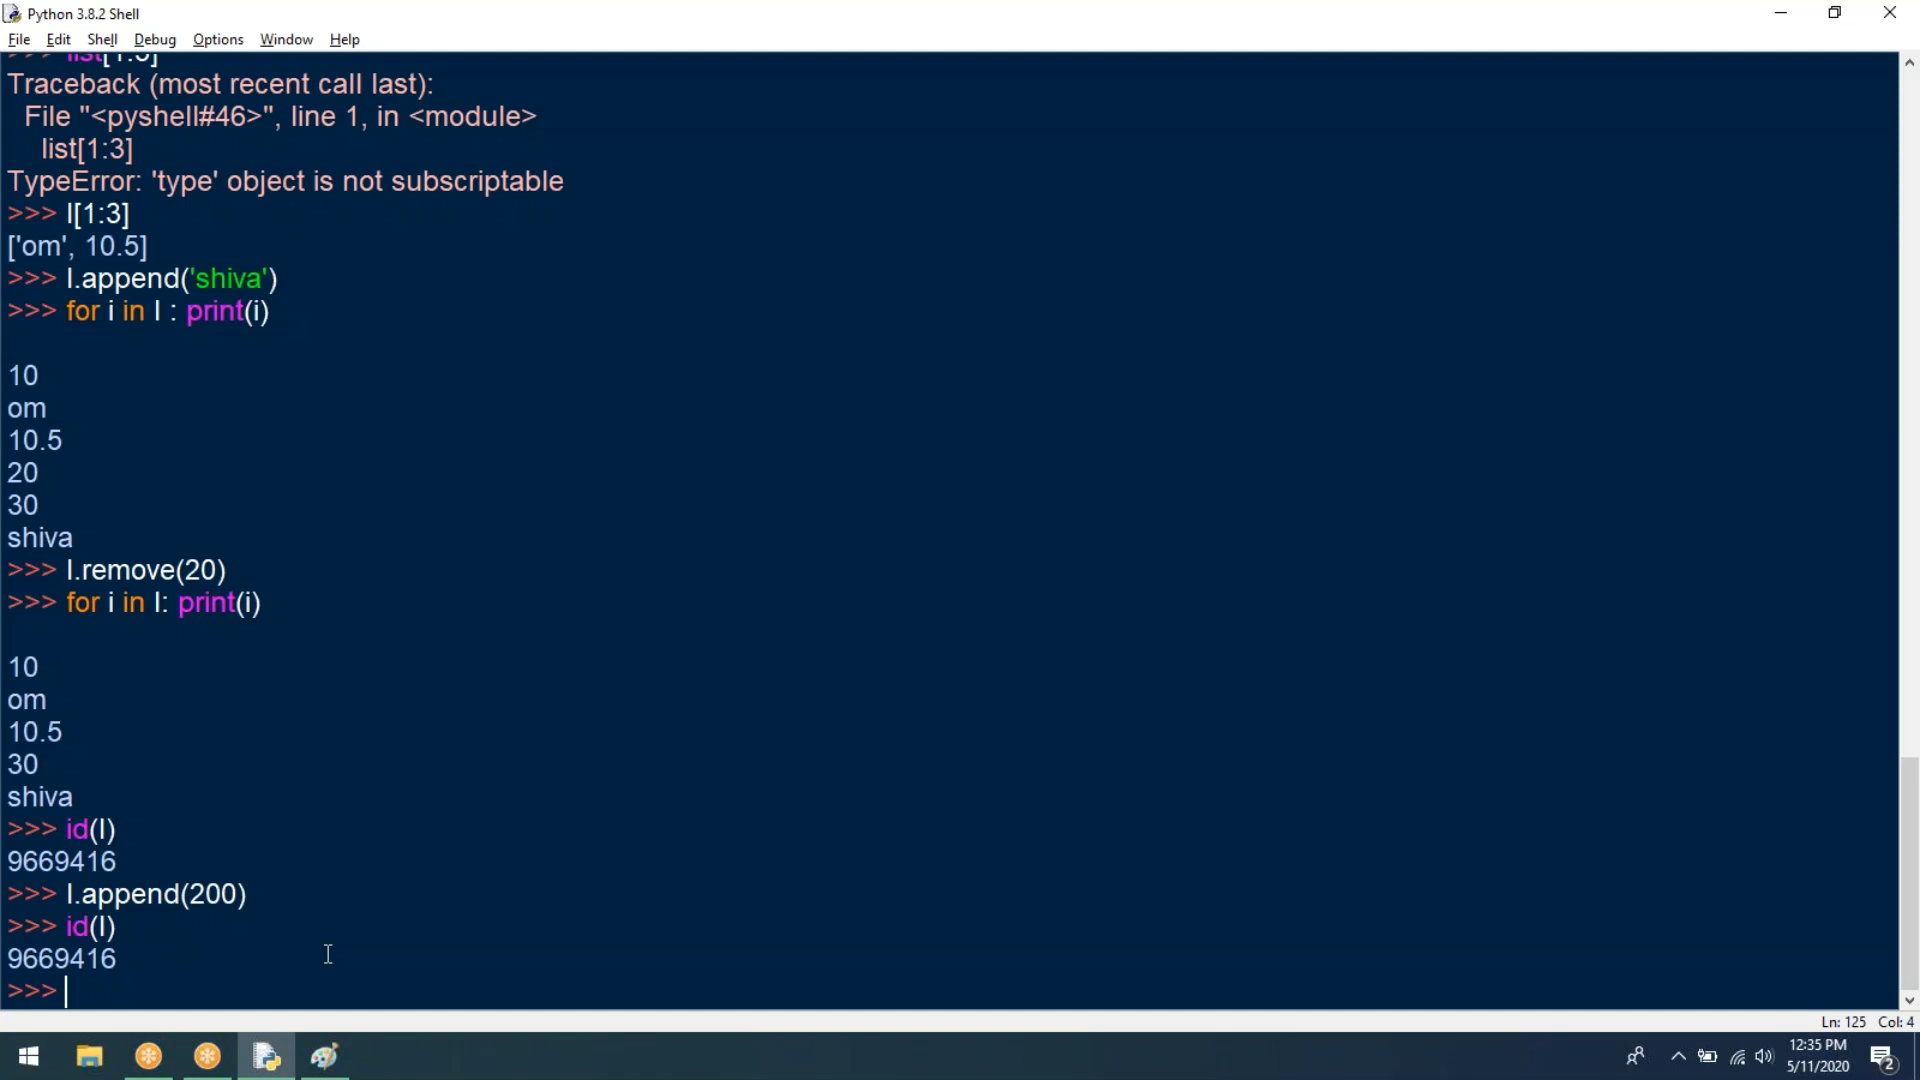 Python 3.8.2 Shell
File Edit Shell Debug Options Window Help
>>> list[1:3]
Traceback (most recent call last):
File "<pyshell#46>", line 1, in <module>
list[1:3]
TypeError: 'type' object is not subscriptable
>>> l[1:3]
['om', 10.5]
>>> l.append('shiva')
>>> for i in l : print(i)
10
om
10.5
20
30
shiva
>>> l.remove(20)
>>> for i in l: print(i)
10
om
10.5
30
shiva
>>> id(l)
9669416
>>> l.append(200)
>>> id(l)
9669416
>>>
Ln: 125 Col: 4
12:35 PM
5/11/2020
2